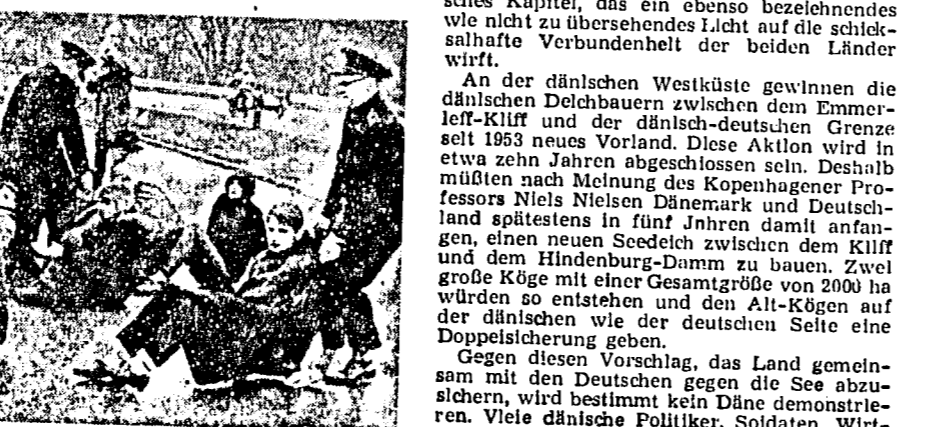 sches Kapitel, das ein ebenso bezeichnendes
wie nicht zu übersehendes Licht auf die schick-
salhafte Verbundenheit der beiden Länder
wirft.
An der dänischen Westküste gewinnen die
dänischen Deichbauern zwischen dem Emmer-
leff-Kliff und der dänisch-deutschen Grenze
seit 1953 neues Vorland. Diese Aktion wird in
etwa zehn Jahren abgeschlossen sein. Deshalb
müßten nach Meinung des Kopenhagener Pro-
fessors Niels Nielsen Dänemark und Deutsch-
land spätestens in fünf Jahren damit anfan-
gen, einen neuen Seedeich zwischen dem Kliff
und dem Hindenburg-Damm zu bauen. Zwei
große Köge mit einer Gesamtgröße von 2000 ha
würden so entstehen und den Alt-Kögen auf
der dänischen wie der deutschen Seite eine
Doppelsicherung geben.
Gegen diesen Vorschlag, das Land gemein-
sam mit den Deutschen gegen die See abzu-
sichern, wird bestimmt kein Däne demonstrie-
ren. Viele dänische Politiker, Soldaten, Wirt-